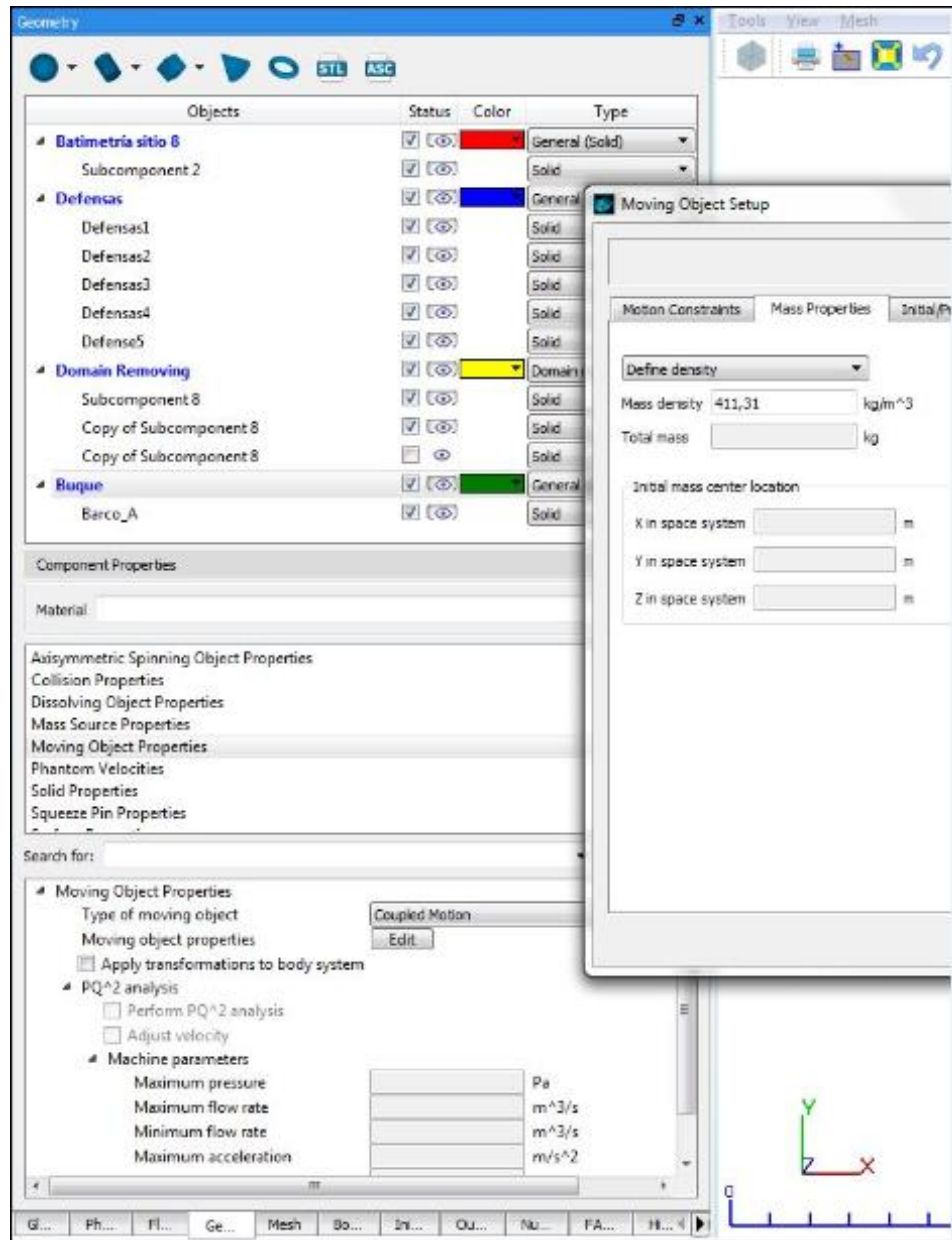 Geometry
Tools View Mesh
STL ASC
Objects Status Color Type
Batimetría sitio 8 General (Solid)
Subcomponent 2 Solid
Defensas General
Defensas1 Solid
Defensas2 Solid
Defensas3 Solid
Defensas4 Solid
Defense5 Solid
Domain Removing Domain
Subcomponent 8 Solid
Copy of Subcomponent 8 Solid
Copy of Subcomponent 8 Solid
Buque General
Barco_A Solid
Moving Object Setup
Motion Constraints Mass Properties Initial/P
Define density
Mass density 411,31 kg/m^3
Total mass kg
Initial mass center location
X in space system m
Y in space system m
Z in space system m
Component Properties
Material
Axisymmetric Spinning Object Properties
Collision Properties
Dissolving Object Properties
Mass Source Properties
Moving Object Properties
Phantom Velocities
Solid Properties
Squeeze Pin Properties
Search for:
Moving Object Properties
Type of moving object Coupled Motion
Moving object properties Edit
Apply transformations to body system
PQ^2 analysis
Perform PQ^2 analysis
Adjust velocity
Machine parameters
Maximum pressure Pa
Maximum flow rate m^3/s
Minimum flow rate m^3/s
Maximum acceleration m/s^2
Gl... Ph... Fl... Ge... Mesh Bo... Ini... Ou... Nu... FA... Hi...
Y
Z X
0